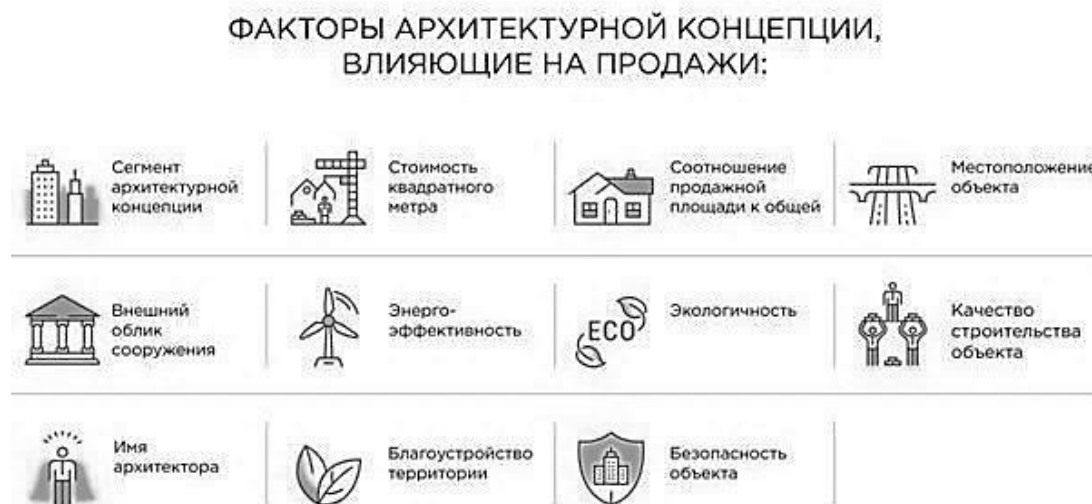 ФАКТОРЫ АРХИТЕКТУРНОЙ КОНЦЕПЦИИ,
ВЛИЯЮЩИЕ НА ПРОДАЖИ:
Сегмент
архитектурной
концепции
Стоимость
квадратного
метра
Соотношение
продажной
площади к общей
Местоположение
объекта
Внешний
облик
сооружения
Энерго-
эффективность
ECO
Экологичность
Качество
строительства
объекта
Имя
архитектора
Благоустройство
территории
Безопасность
объекта